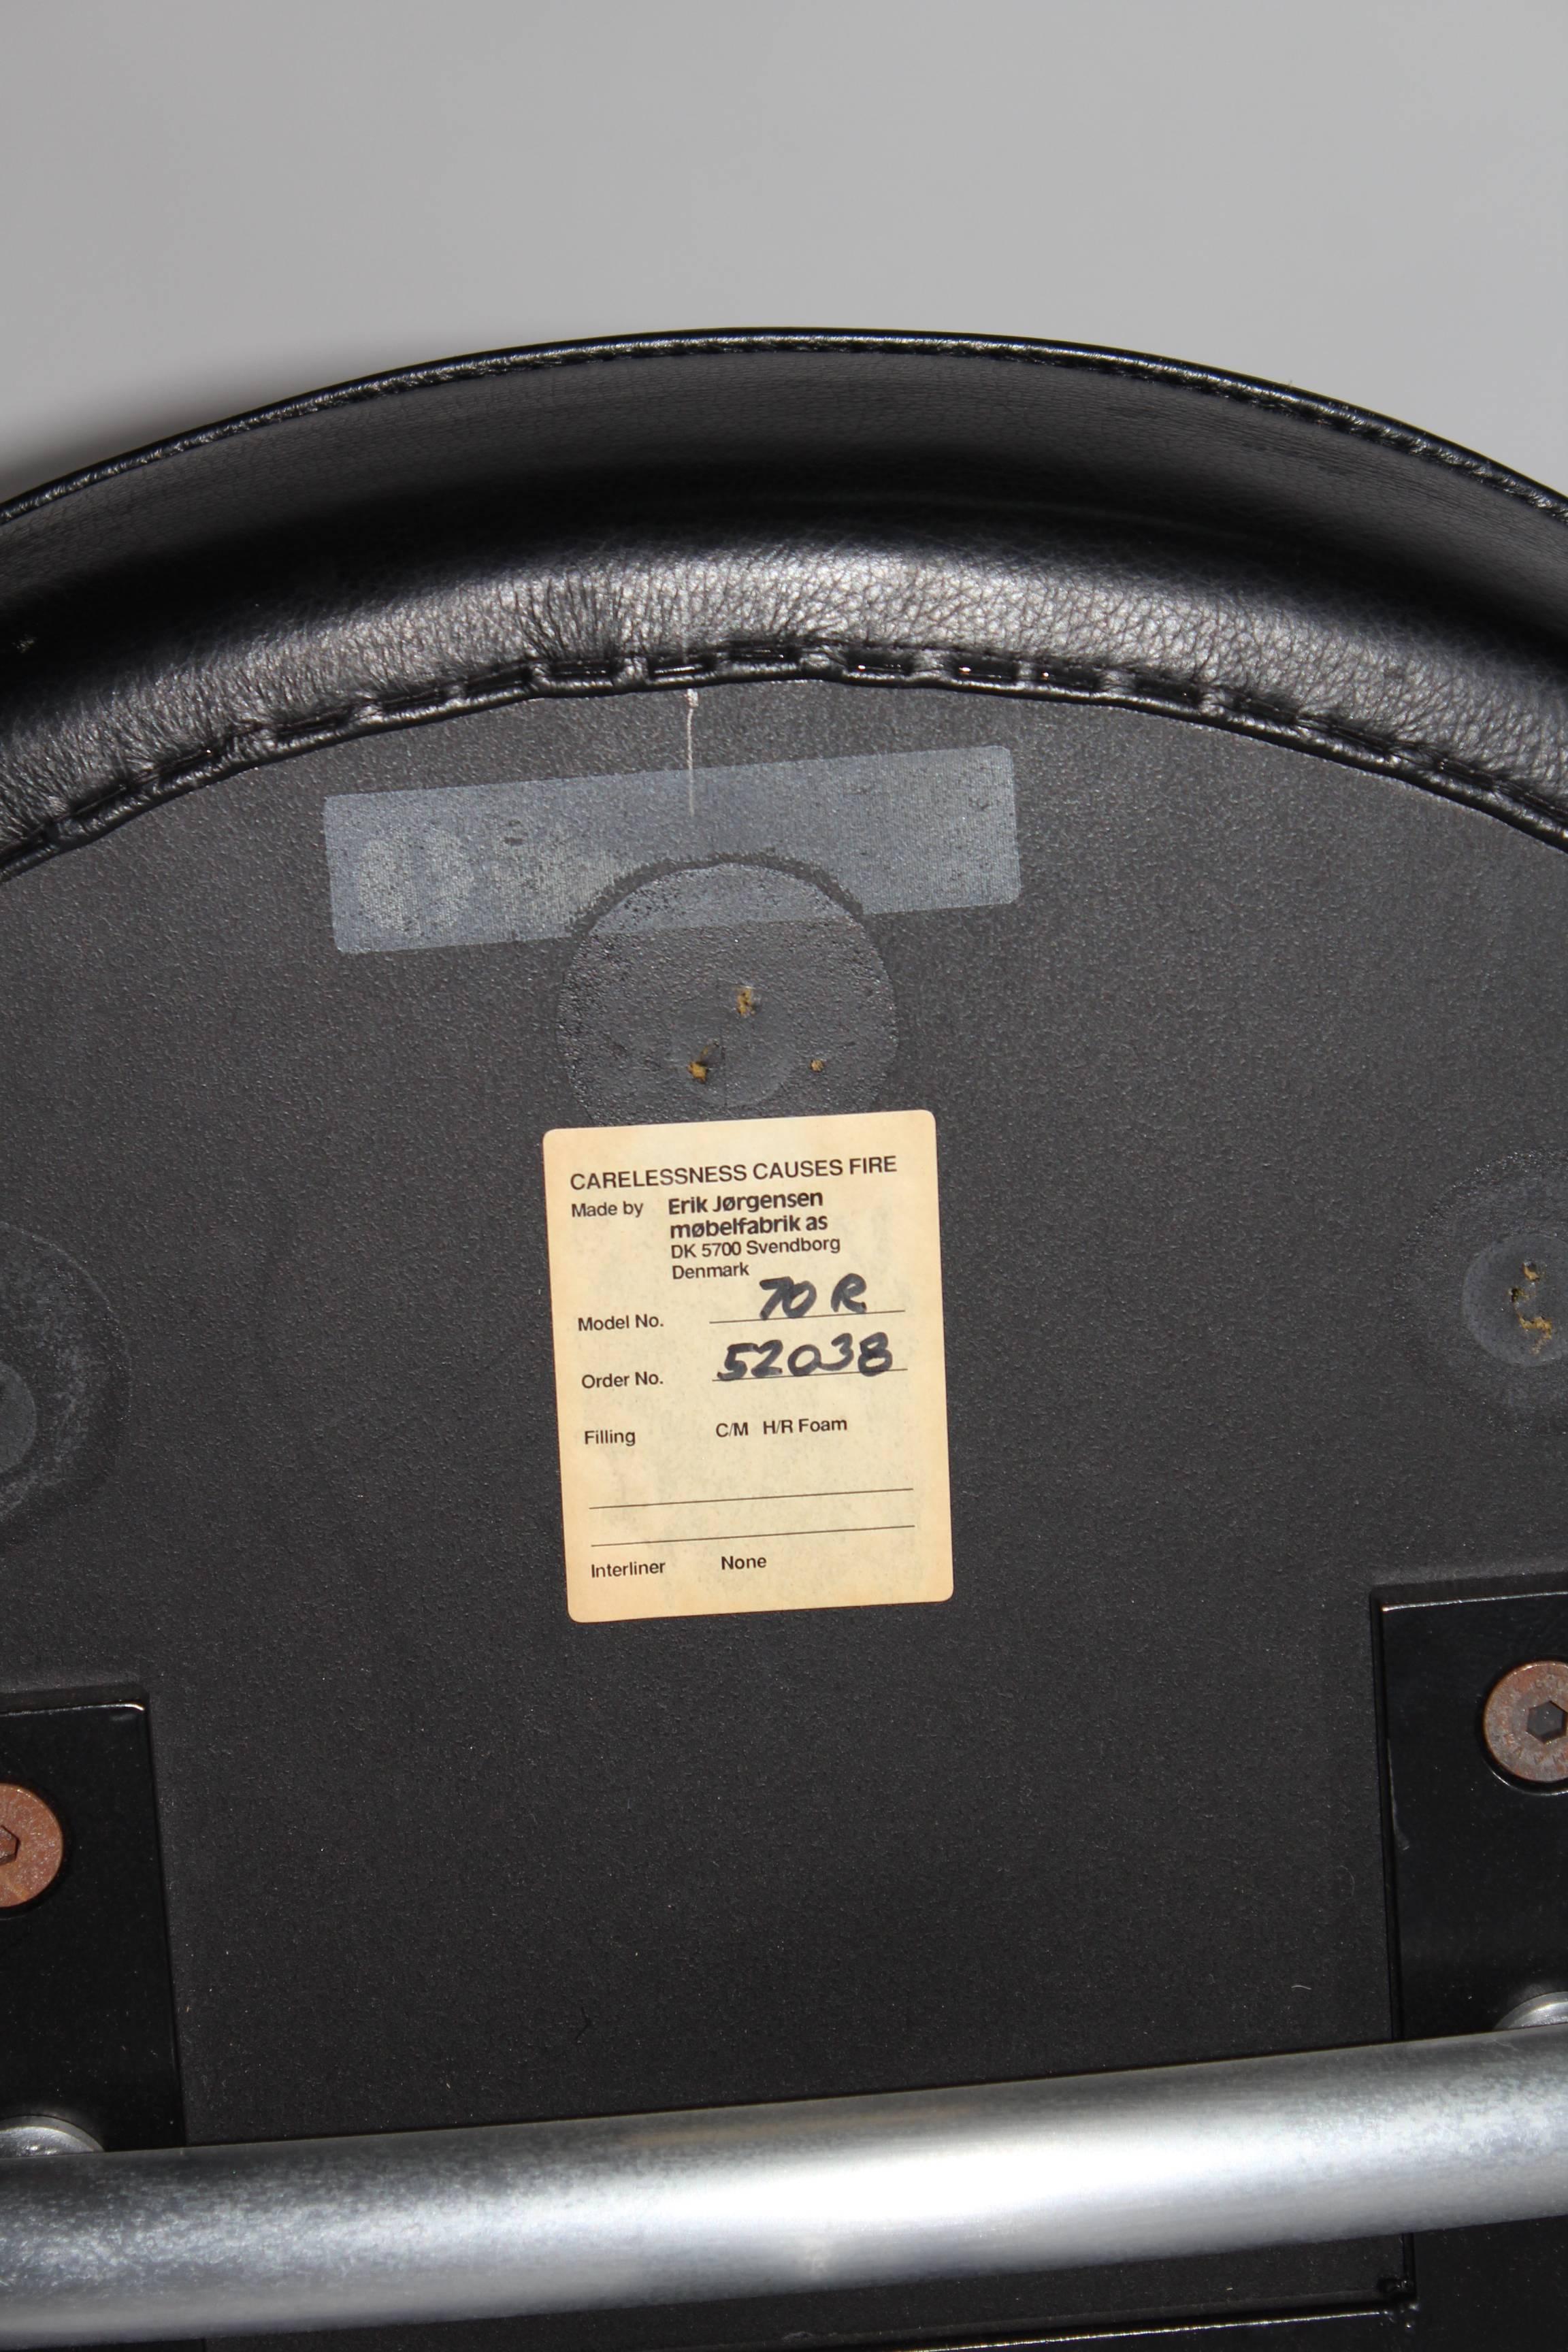 CARELESSNESS CAUSES FIRE
Made by Erik Jørgensen
møbelfabrik as
DK 5700 Svendborg
Denmark
Model No. 70 R
Order No. 52038
Filling C/M H/R Foam
Interliner None